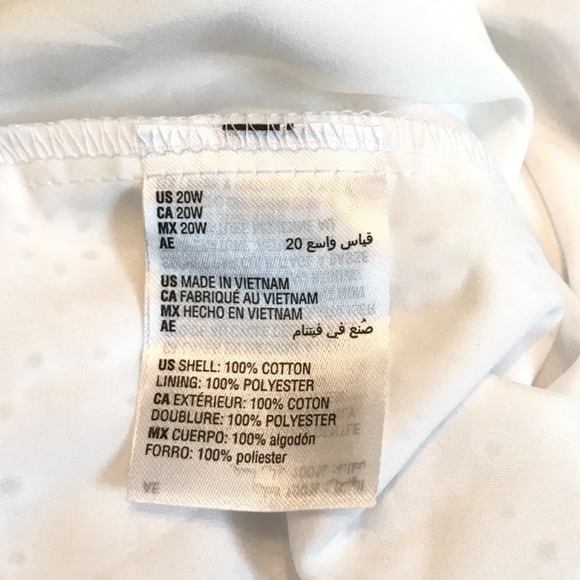 US 20W
CA 20W
MX 20W
AE قياس واسع 20
US MADE IN VIETNAM
CA FABRIQUÉ AU VIETNAM
MX HECHO EN VIETNAM
AE صُنع في فيتنام
US SHELL: 100% COTTON
LINING: 100% POLYESTER
CA EXTÉRIEUR: 100% COTON
DOUBLURE: 100% POLYESTER
MX CUERPO: 100% algodón
FORRO: 100% poliester